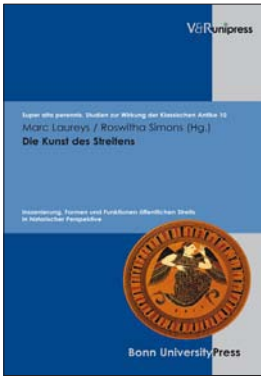 V&R unipress
Super alta perennis. Studien zur Wirkung der Klassischen Antike 10
Marc Laureys / Roswitha Simons (Hg.)
Die Kunst des Streitens
Inszenierung, Formen und Funktionen öffentlichen Streits
in historischer Perspektive
Bonn University Press